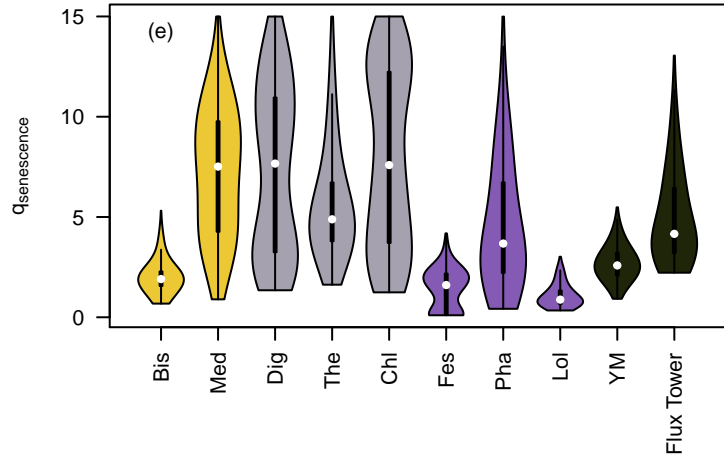 (e)
qsenescence
15
10
5
0
Bis
Med
Dig
The
Chl
Fes
Pha
Lol
YM
Flux Tower